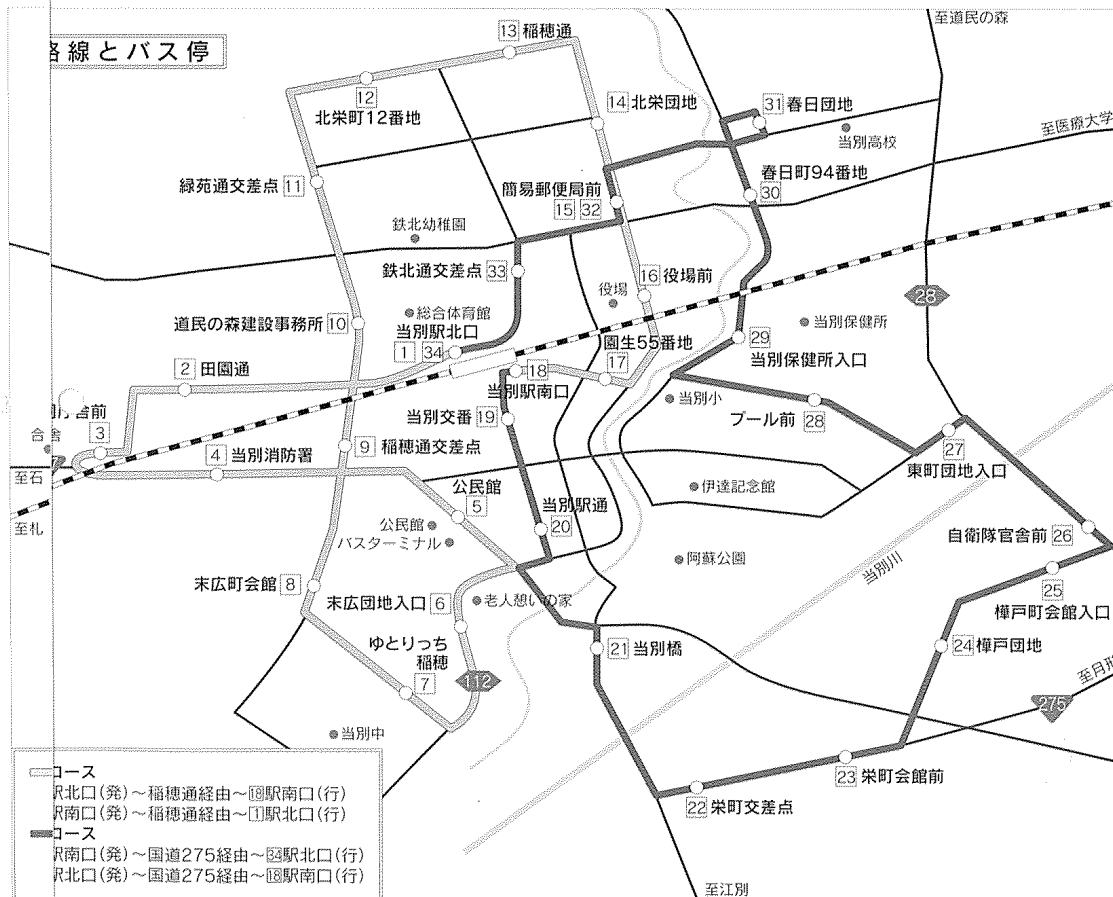 至道民の森
路線とバス停
13 稲穂通
12
北栄町12番地
14 北栄団地
31 春日団地
当別高校
至医療大学
緑苑通交差点 11
簡易郵便局前
15 32
春日町94番地
30
鉄北幼稚園
鉄北通交差点 33
16 役場前
役場
28
総合体育館
道民の森建設事務所 10
当別駅北口
1 34
園生55番地
17
当別保健所
29
当別保健所入口
2 田園通
18
当別駅南口
当別交番 19
当別小
プール前
28
庁舎前
3
合舎
9 稲穂通交差点
4 当別消防署
27
東町団地入口
至石
至札
公民館
5
公民館
バスターミナル
当別駅通
20
伊達記念館
自衛隊官舎前 26
阿蘇公園
当別川
25
樺戸町会館入口
末広町会館 8
末広団地入口 6
老人憩いの家
ゆとりっち
稲穂
7
112
21 当別橋
24 樺戸団地
至月形
275
当別中
23 栄町会館前
22 栄町交差点
至江別
コース
駅北口(発)～稲穂通経由～18駅南口(行)
駅南口(発)～稲穂通経由～1駅北口(行)
コース
駅南口(発)～国道275経由～34駅北口(行)
駅北口(発)～国道275経由～18駅南口(行)